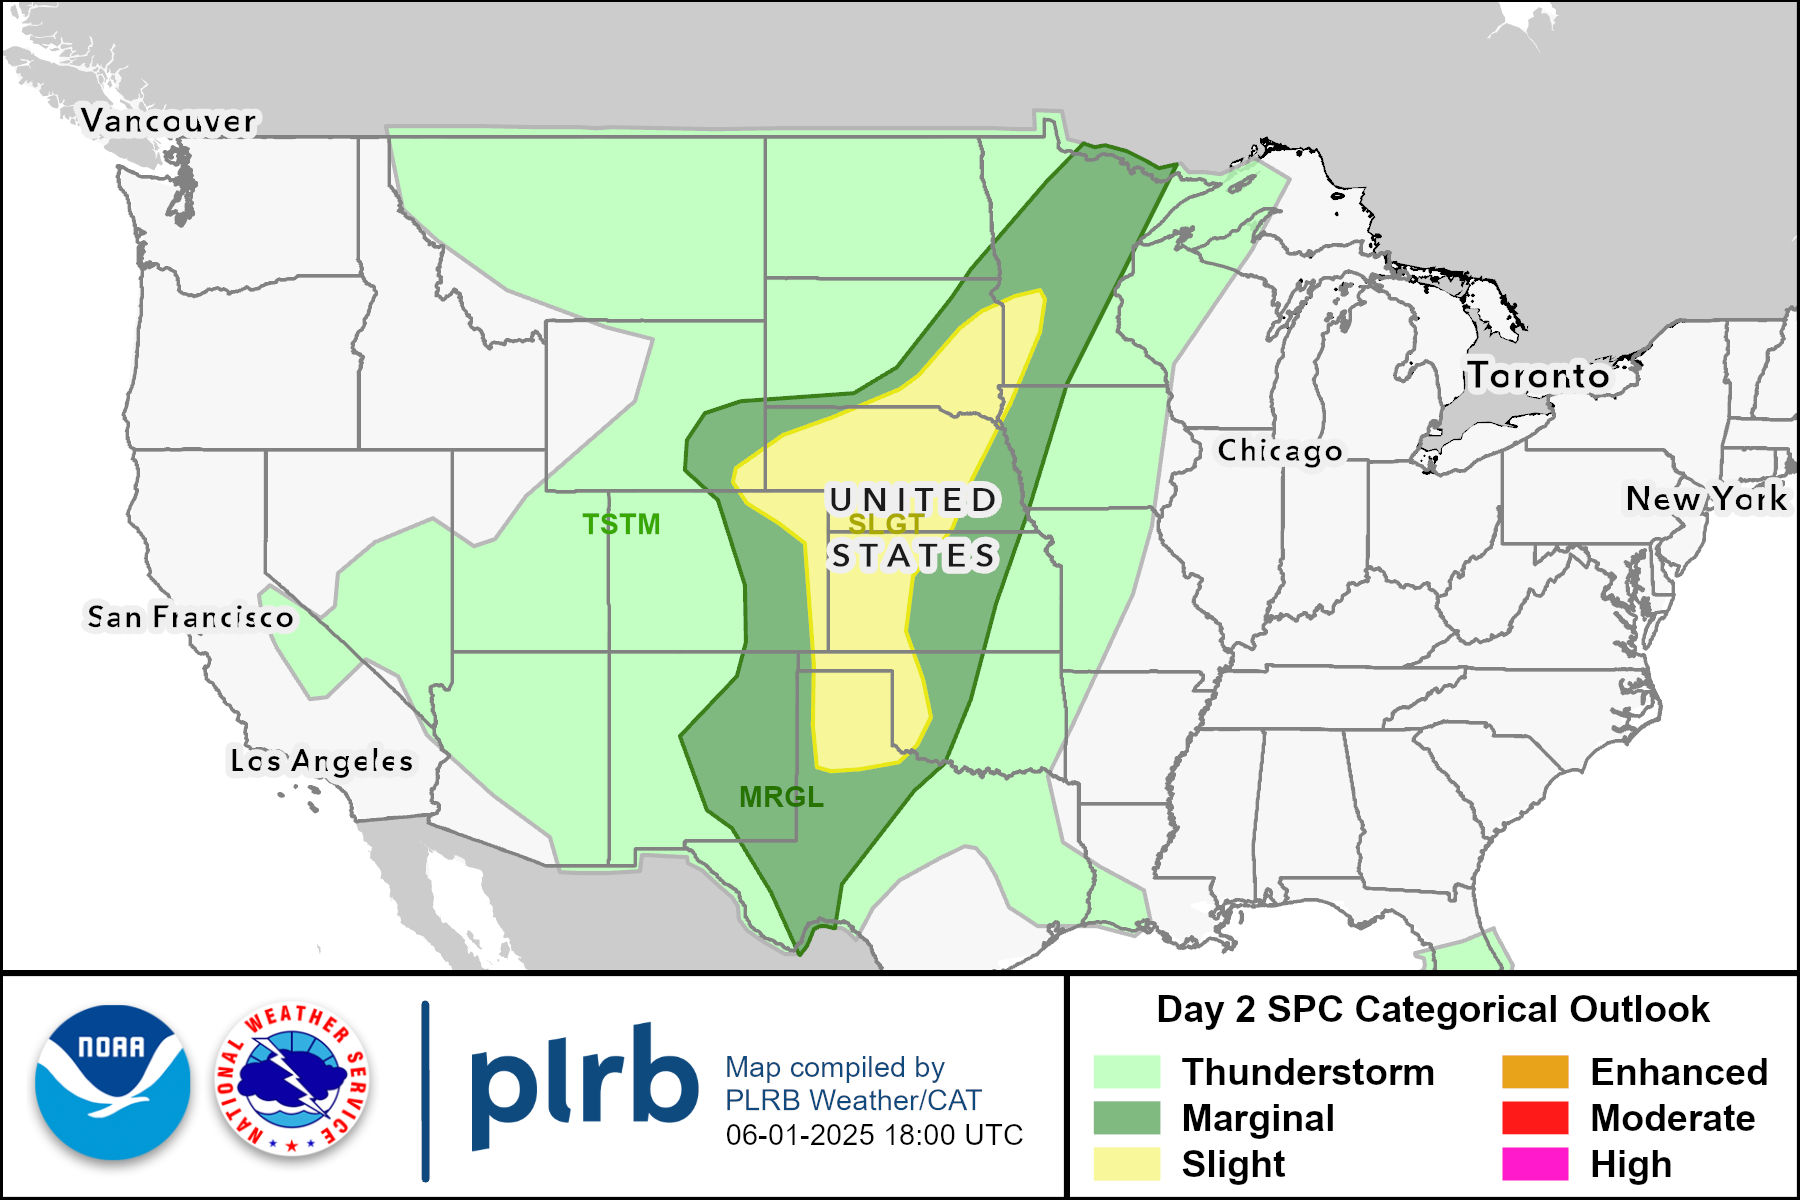 Vancouver
Toronto
Chicago
New York
UNITED
TSTM
SLGT
STATES
San Francisco
Los Angeles
MRGL
NOAA
NATIONAL WEATHER SERVICE
plrb
Map compiled by
PLRB Weather/CAT
06-01-2025 18:00 UTC
Day 2 SPC Categorical Outlook
Thunderstorm
Marginal
Slight
Enhanced
Moderate
High